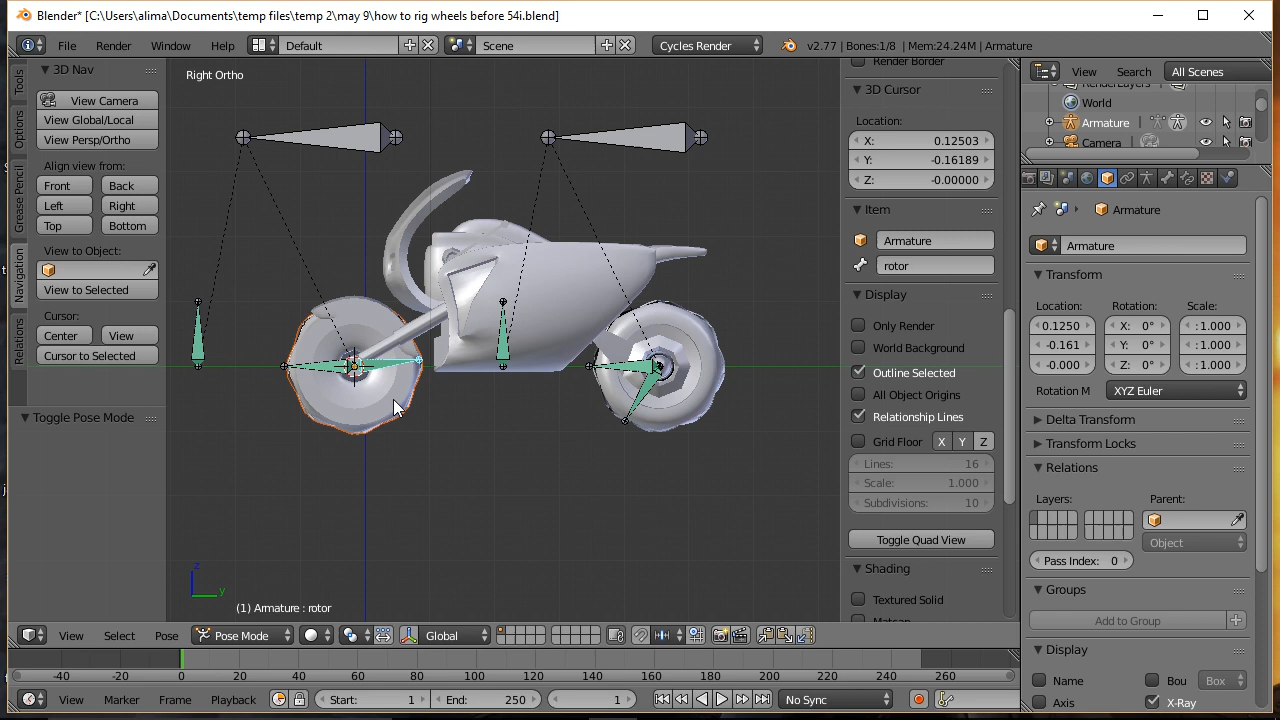 Blender* [C:\Users\alima\Documents\temp files\temp 2\may 9\how to rig wheels before 54i.blend]
File Render Window Help Default Scene Cycles Render v2.77 | Bones:1/8 | Mem:24.24M | Armature
Tools
Options
Grease Pencil
Navigation
Relations
3D Nav
View Camera
View Global/Local
View Persp/Ortho
Align view from:
Front Back
Left Right
Top Bottom
View to Object:
View to Selected
Cursor:
Center View
Cursor to Selected
Toggle Pose Mode
Right Ortho
z
y
(1) Armature : rotor
Render Border
3D Cursor
Location:
X: 0.12503
Y: -0.16189
Z: -0.00000
Item
Armature
rotor
Display
Only Render
World Background
Outline Selected
All Object Origins
Relationship Lines
Grid Floor X Y Z
Lines: 16
Scale: 1.000
Subdivisions: 10
Toggle Quad View
Shading
Textured Solid
View Search All Scenes
RenderLayers
World
Armature
Camera
Armature
Armature
Transform
Location: Rotation: Scale:
0.1250 X: 0° : 1.000
-0.161 Y: 0° : 1.000
-0.000 Z: 0° : 1.000
Rotation M XYZ Euler
Delta Transform
Transform Locks
Relations
Layers: Parent:
Object
Pass Index: 0
Groups
Add to Group
Display
Name Bou Box
Axis X-Ray
View Select Pose Pose Mode Global
-40 -20 0 20 40 60 80 100 120 140 160 180 200 220 240 260
View Marker Frame Playback Start: 1 End: 250 1 No Sync